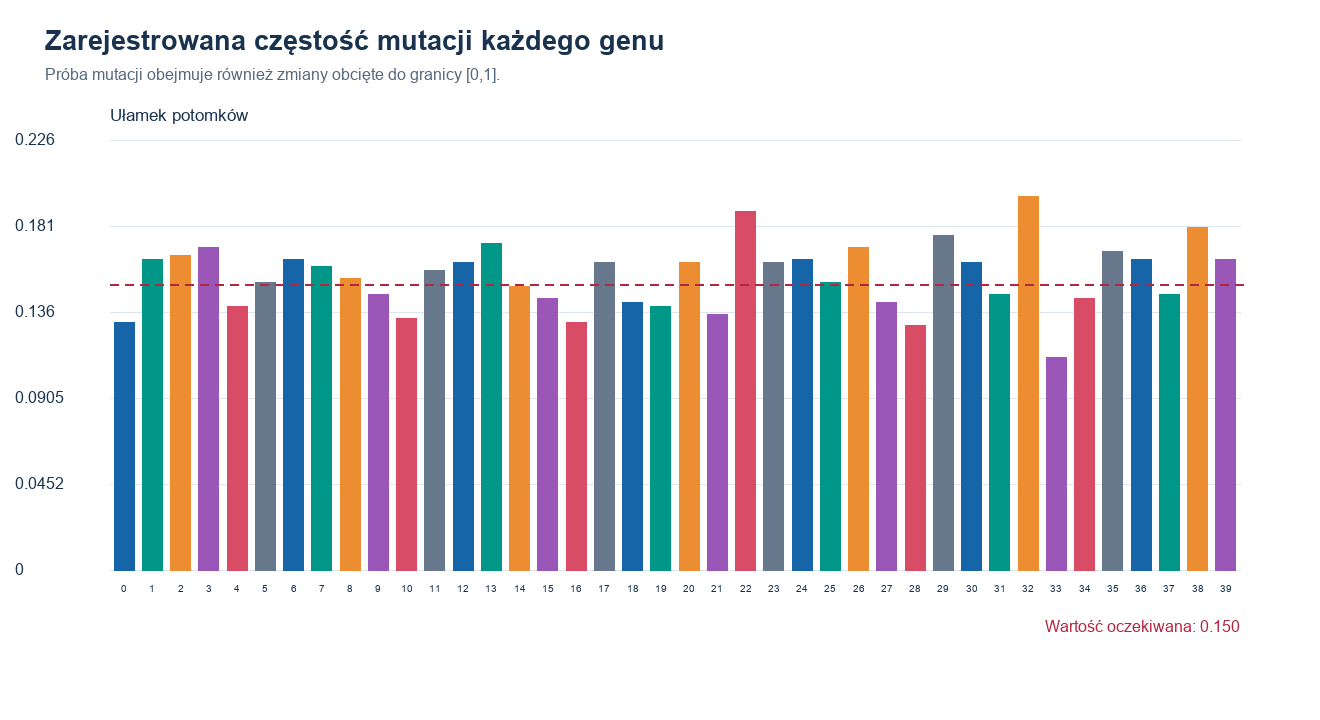 Zarejestrowana częstość mutacji każdego genu
Próba mutacji obejmuje również zmiany obcięte do granicy [0,1].
Ułamek potomków
0.226
0.181
0.136
0.0905
0.0452
0
0 1 2 3 4 5 6 7 8 9 10 11 12 13 14 15 16 17 18 19 20 21 22 23 24 25 26 27 28 29 30 31 32 33 34 35 36 37 38 39
Wartość oczekiwana: 0.150